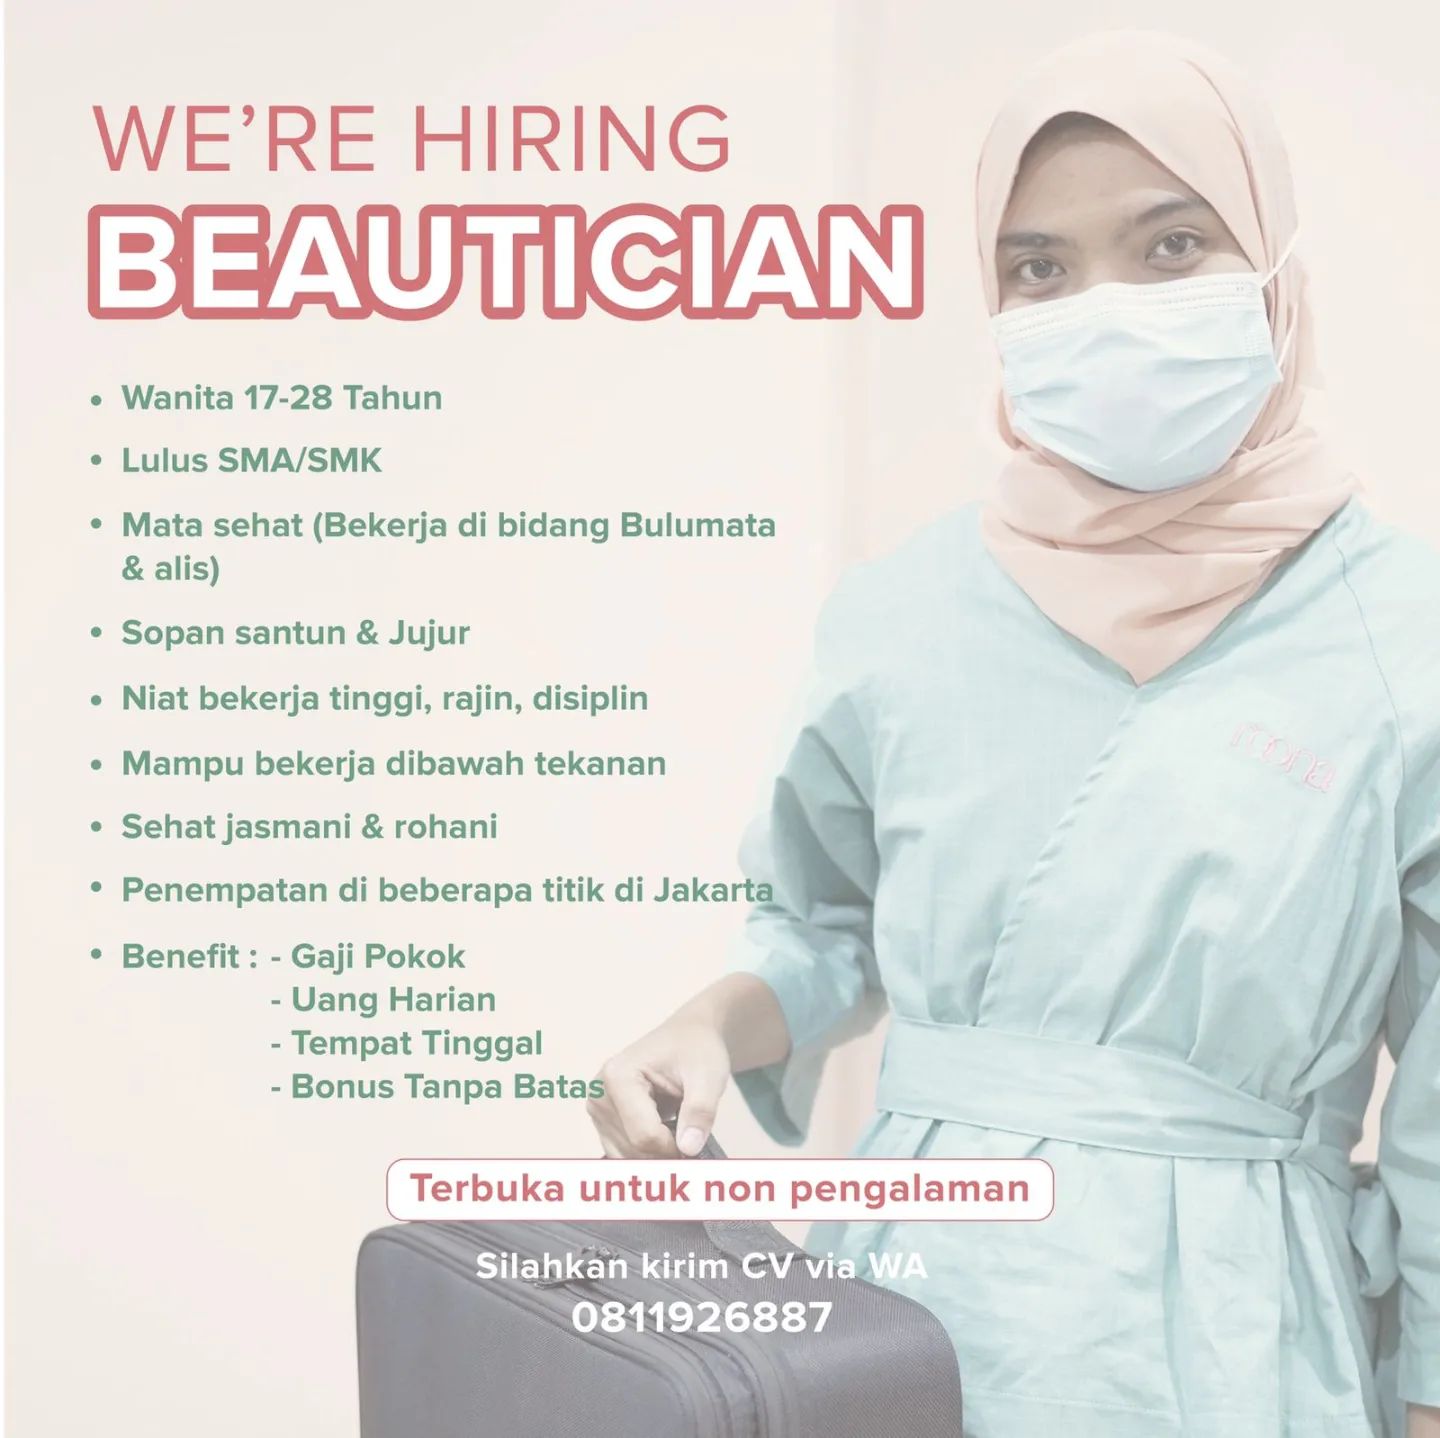 WE'RE HIRING
BEAUTICIAN
• Wanita 17-28 Tahun
• Lulus SMA/SMK
• Mata sehat (Bekerja di bidang Bulumata
& alis)
• Sopan santun & Jujur
• Niat bekerja tinggi, rajin, disiplin
• Mampu bekerja dibawah tekanan
• Sehat jasmani & rohani
• Penempatan di beberapa titik di Jakarta
• Benefit : - Gaji Pokok
- Uang Harian
- Tempat Tinggal
- Bonus Tanpa Batas
mona
Terbuka untuk non pengalaman
Silahkan kirim CV via WA
0811926887